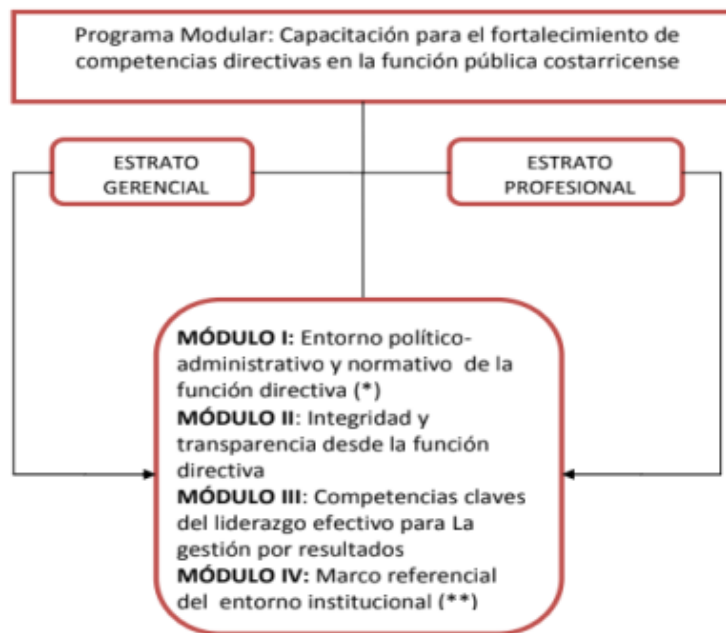 Programa Modular: Capacitación para el fortalecimiento de
competencias directivas en la función pública costarricense
ESTRATO
GERENCIAL
ESTRATO
PROFESIONAL
MÓDULO I: Entorno político-
administrativo y normativo de la
función directiva (*)
MÓDULO II: Integridad y
transparencia desde la función
directiva
MÓDULO III: Competencias claves
del liderazgo efectivo para La
gestión por resultados
MÓDULO IV: Marco referencial
del entorno institucional (**)